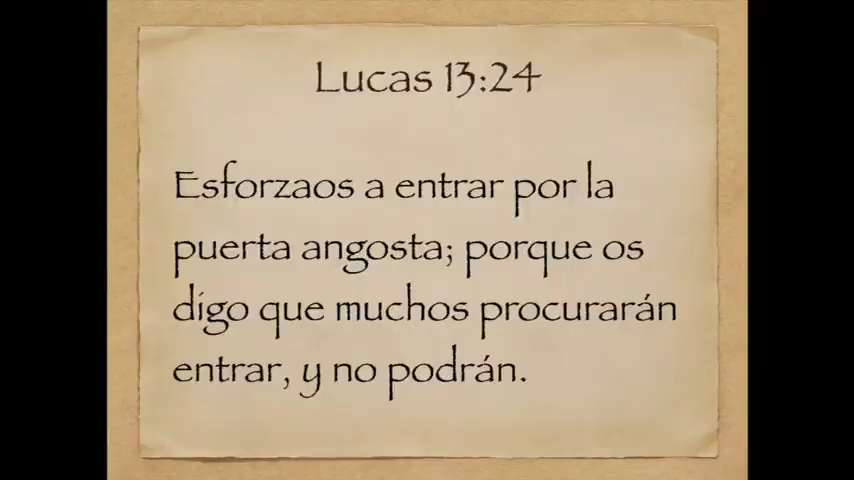 Lucas 13:24
Esforzaos a entrar por la
puerta angosta; porque os
digo que muchos procurarán
entrar, y no podrán.